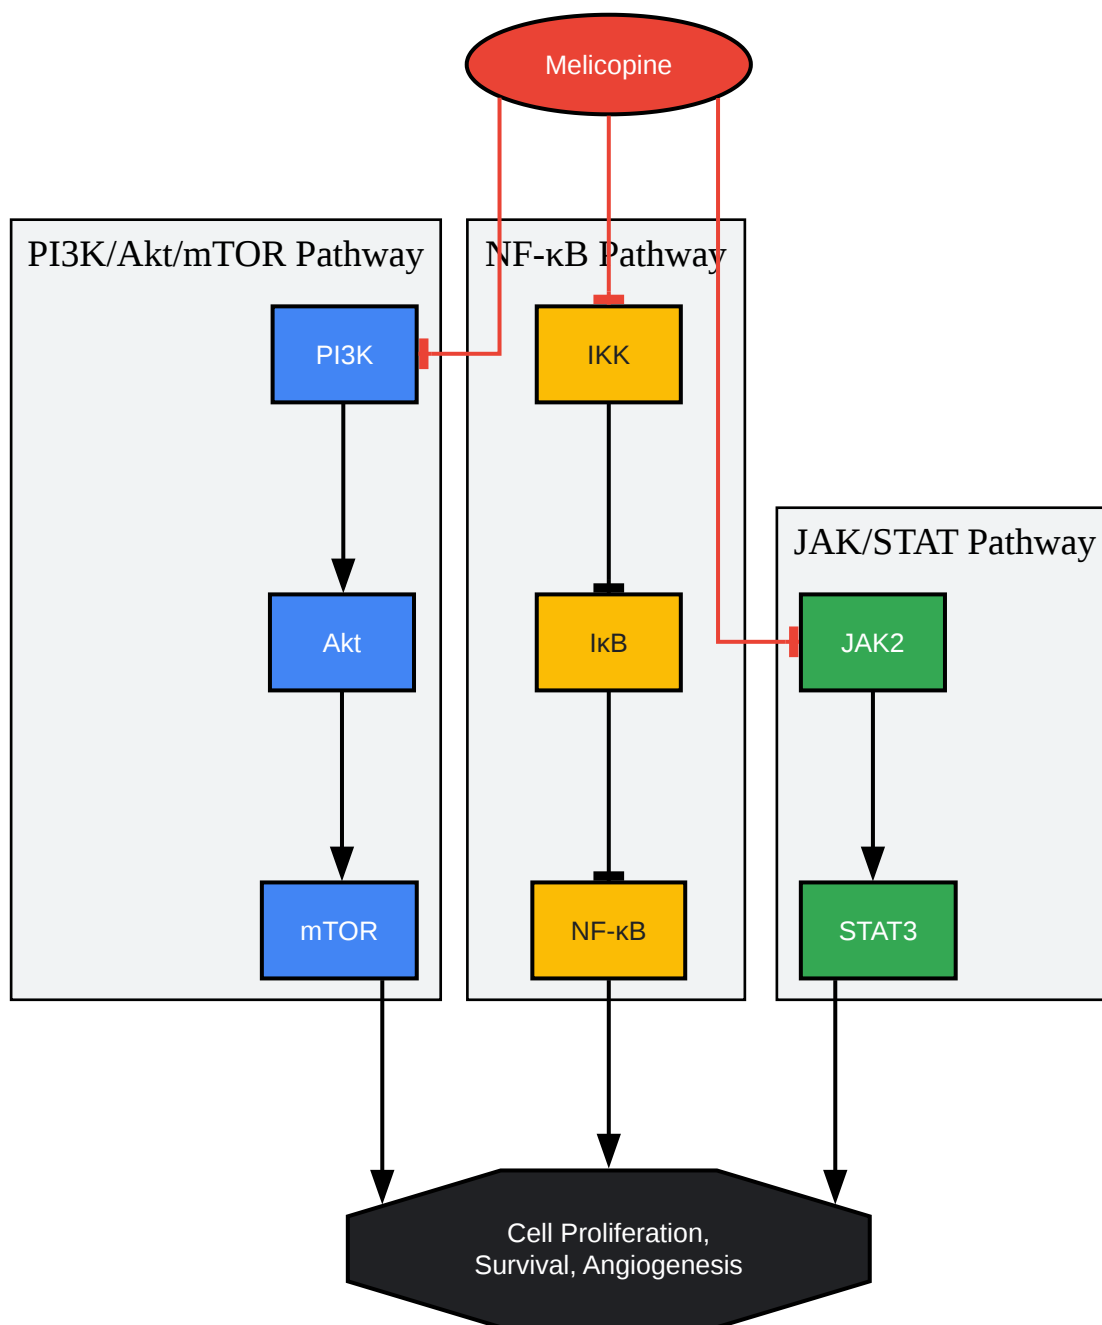 Melicopine
PI3K/Akt/mTOR Pathway
NF-κB Pathway
PI3K
IKK
JAK/STAT Pathway
Akt
IκB
JAK2
mTOR
NF-κB
STAT3
Cell Proliferation,
Survival, Angiogenesis